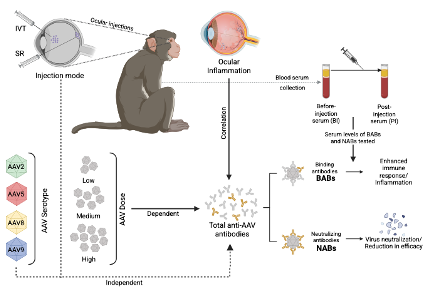 IVT
SR
Injection mode
Ocular injections
Ocular
Inflammation
Blood serum
collection
Before-
injection
serum (BI)
Post-
Injection
serum (PI)
Serum levels of BABs
and NABs tested
Correlation
AAV2
AAV5
AAV8
AAV9
AAV Serotype
Low
Medium
High
AAV Dose
Dependent
Total anti-AAV
antibodies
Binding
antibodies
BABs
Enhanced
immune
response/
Inflammation
Neutralizing
antibodies
NABs
Virus neutralization/
Reduction in efficacy
Independent